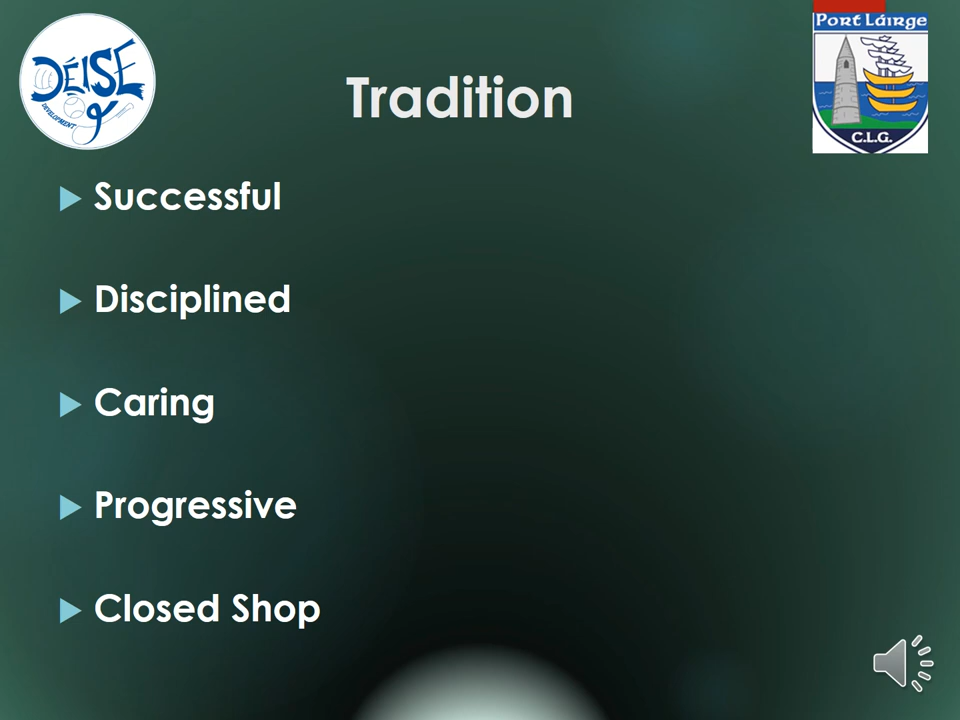 DÉISE
DEVELOPMENT
PORT LÁIRGE
C.L.G.
Tradition
Successful
Disciplined
Caring
Progressive
Closed Shop